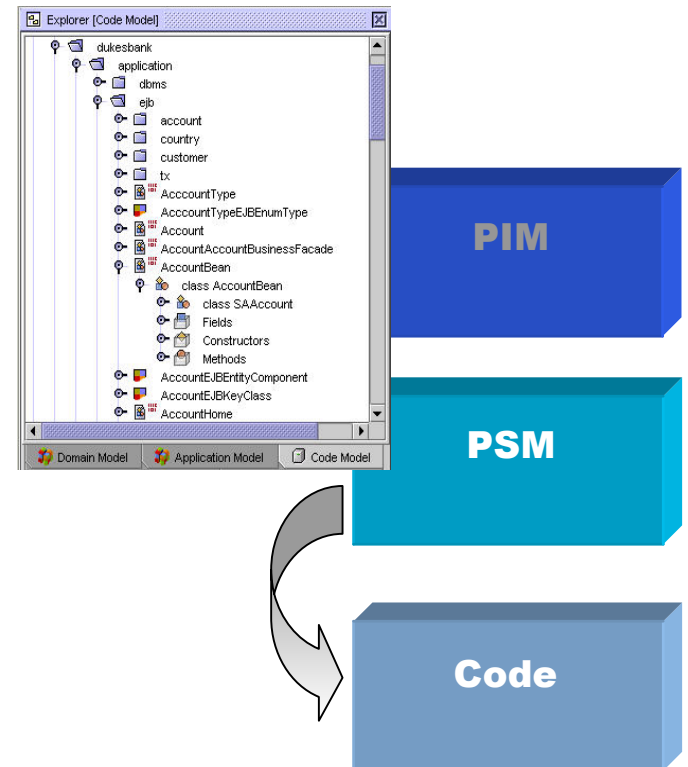 Explorer [Code Model]
dukesbank
application
dbms
ejb
account
country
customer
tx
AcccountType
AcccountTypeEJBEnumType
Account
AccountAccountBusinessFacade
AccountBean
class AccountBean
class SAAccount
Fields
Constructors
Methods
AccountEJBEntityComponent
AccountEJBKeyClass
AccountHome
Domain Model Application Model Code Model
PIM
PSM
Code